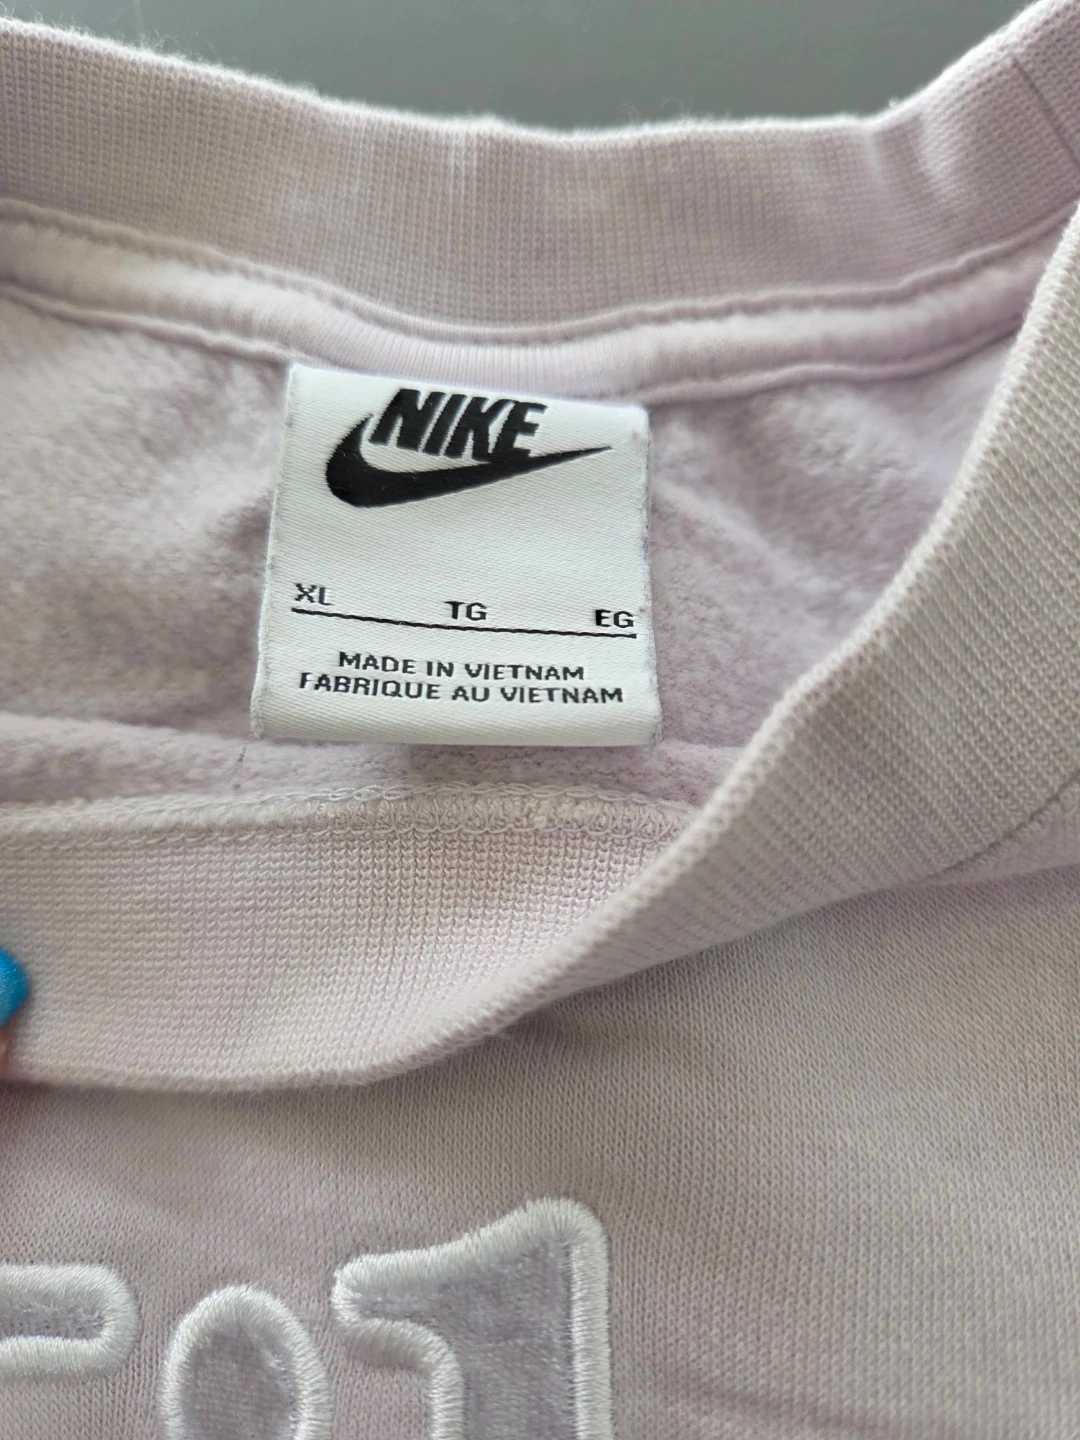 NIKE
XL TG EG
MADE IN VIETNAM
FABRIQUE AU VIETNAM